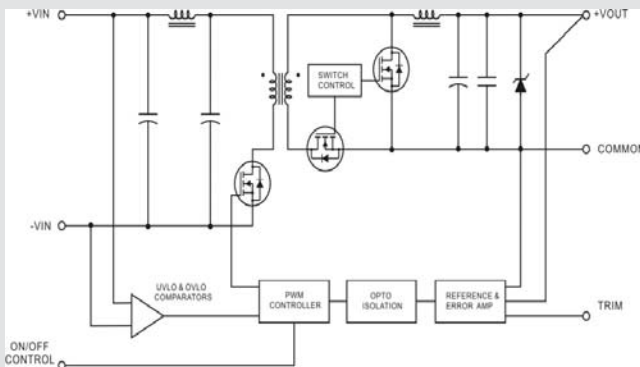 +VIN
+VOUT
SWITCH
CONTROL
COMMON
-VIN
UVLO & OVLO
COMPARATORS
PWM
CONTROLLER
OPTO
ISOLATION
REFERENCE &
ERROR AMP
TRIM
ON/OFF
CONTROL